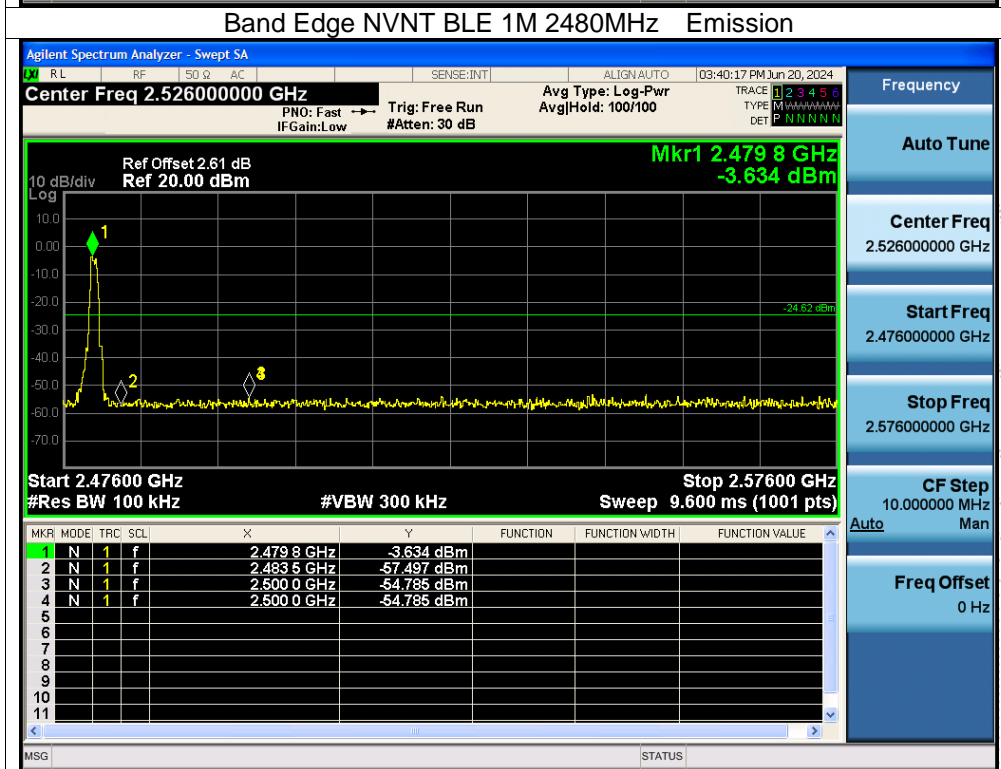 Band Edge NVNT BLE 1M 2480MHz Emission
Agilent Spectrum Analyzer - Swept SA
LXI RL RF 50 Ω AC SENSE:INT ALIGNAUTO 03:40:17 PM Jun 20, 2024
Center Freq 2.526000000 GHz
PNO: Fast
IFGain:Low
Trig: Free Run
#Atten: 30 dB
Avg Type: Log-Pwr
Avg|Hold: 100/100
TRACE 1 2 3 4 5 6
TYPE MWWWWW
DET P N N N N N
Mkr1 2.479 8 GHz
-3.634 dBm
Ref Offset 2.61 dB
Ref 20.00 dBm
10 dB/div
Log
10.0
0.00
-10.0
-20.0
-30.0
-40.0
-50.0
-60.0
-70.0
1
2
-24.62 dBm
Start 2.47600 GHz Stop 2.57600 GHz
#Res BW 100 kHz #VBW 300 kHz Sweep 9.600 ms (1001 pts)
MKR MODE TRC SCL X Y FUNCTION FUNCTION WIDTH FUNCTION VALUE
1 N 1 f 2.479 8 GHz -3.634 dBm
2 N 1 f 2.483 5 GHz -57.497 dBm
3 N 1 f 2.500 0 GHz -54.785 dBm
4 N 1 f 2.500 0 GHz -54.785 dBm
5
6
7
8
9
10
11
MSG STATUS
Frequency
Auto Tune
Center Freq
2.526000000 GHz
Start Freq
2.476000000 GHz
Stop Freq
2.576000000 GHz
CF Step
10.000000 MHz
Auto Man
Freq Offset
0 Hz